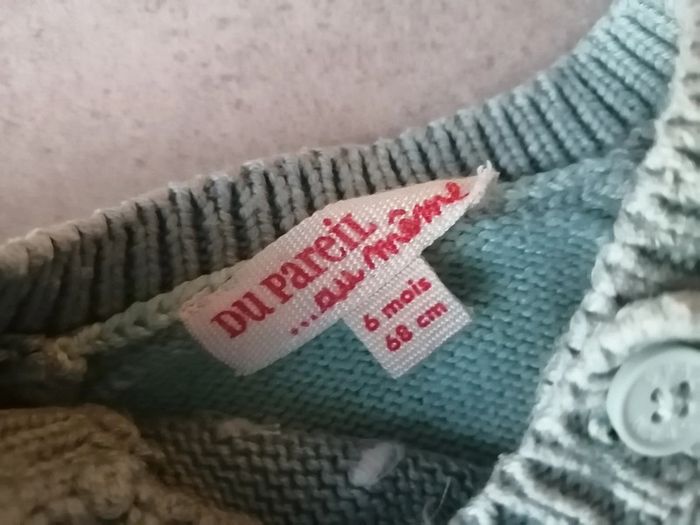 DU PAREIL
...au même
6 mois
68 cm